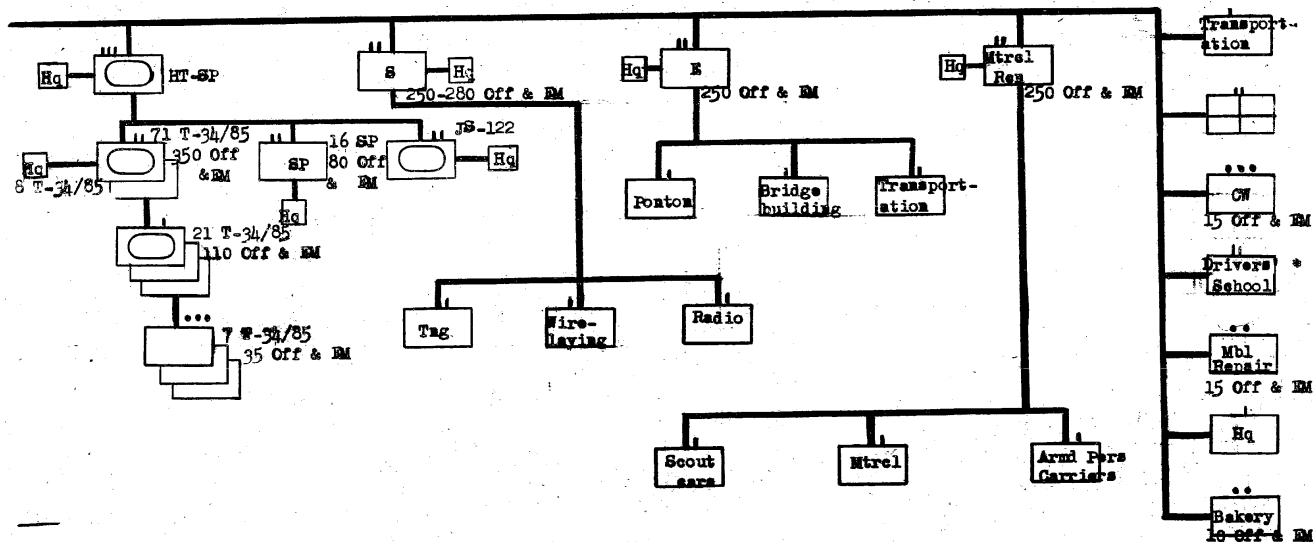 Hq
HT-SP
S
Hq
250-280 Off & EM
Hq
E
250 Off & EM
Hq
Mtrcl
Rcn
250 Off & EM
Transport-
ation
Hq
8 T-34/85
71 T-34/85
350 Off
&EM
SP
16 SP
80 Off
& EM
Hq
JS-122
Hq
21 T-34/85
110 Off & EM
7 T-34/85
35 Off & EM
Ponton
Bridge
building
Transport-
ation
Tng
Wire-
laying
Radio
Scout
cars
Mtrcl
Armd Pers
Carriers
CW
15 Off & EM
Drivers' *
School
Mbl
Repair
15 Off & EM
Hq
Bakery
10 Off & EM